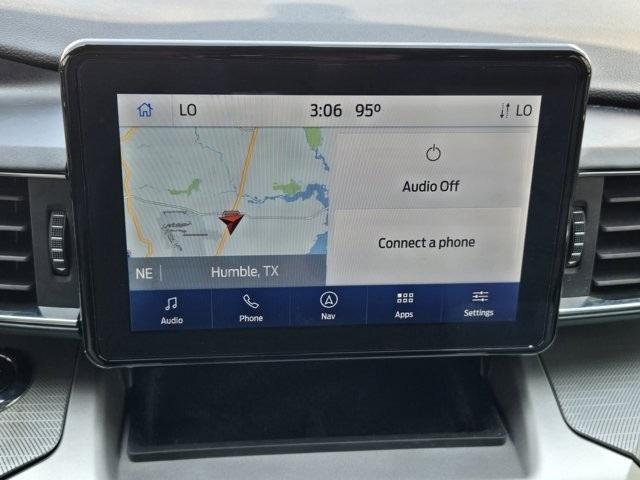 LO 3:06 95° LO
Audio Off
Connect a phone
NE Humble, TX
Audio Phone Nav Apps Settings